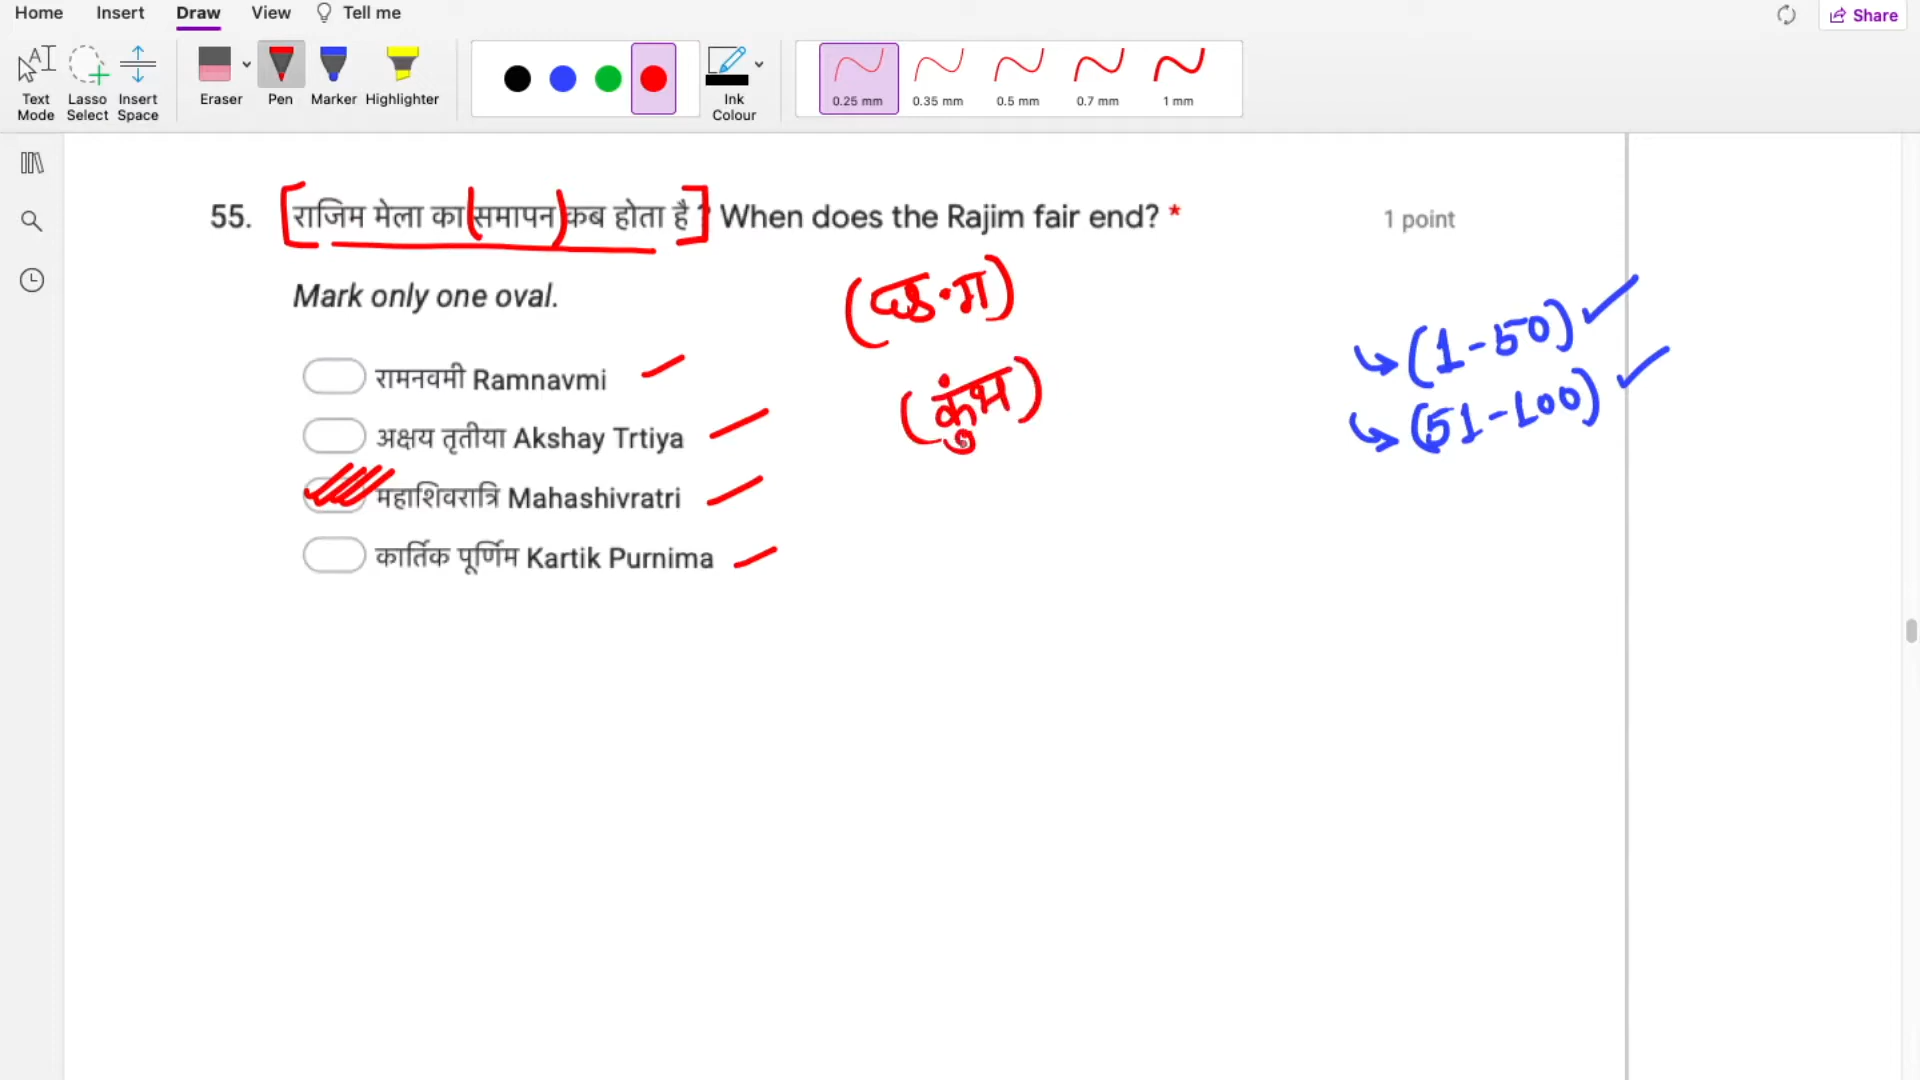 Home Insert Draw View Tell me
Share
Text Mode
Lasso Select
Insert Space
Eraser
Pen
Marker
Highlighter
Ink Colour
0.25 mm
0.35 mm
0.5 mm
0.7 mm
1 mm
55. राजिम मेला का समापन कब होता है ? When does the Rajim fair end? *
1 point
Mark only one oval.
रामनवमी Ramnavmi
अक्षय तृतीया Akshay Trtiya
महाशिवरात्रि Mahashivratri
कार्तिक पूर्णिम Kartik Purnima
(छ.ग)
(कुंभ)
(1-50)
(51-100)